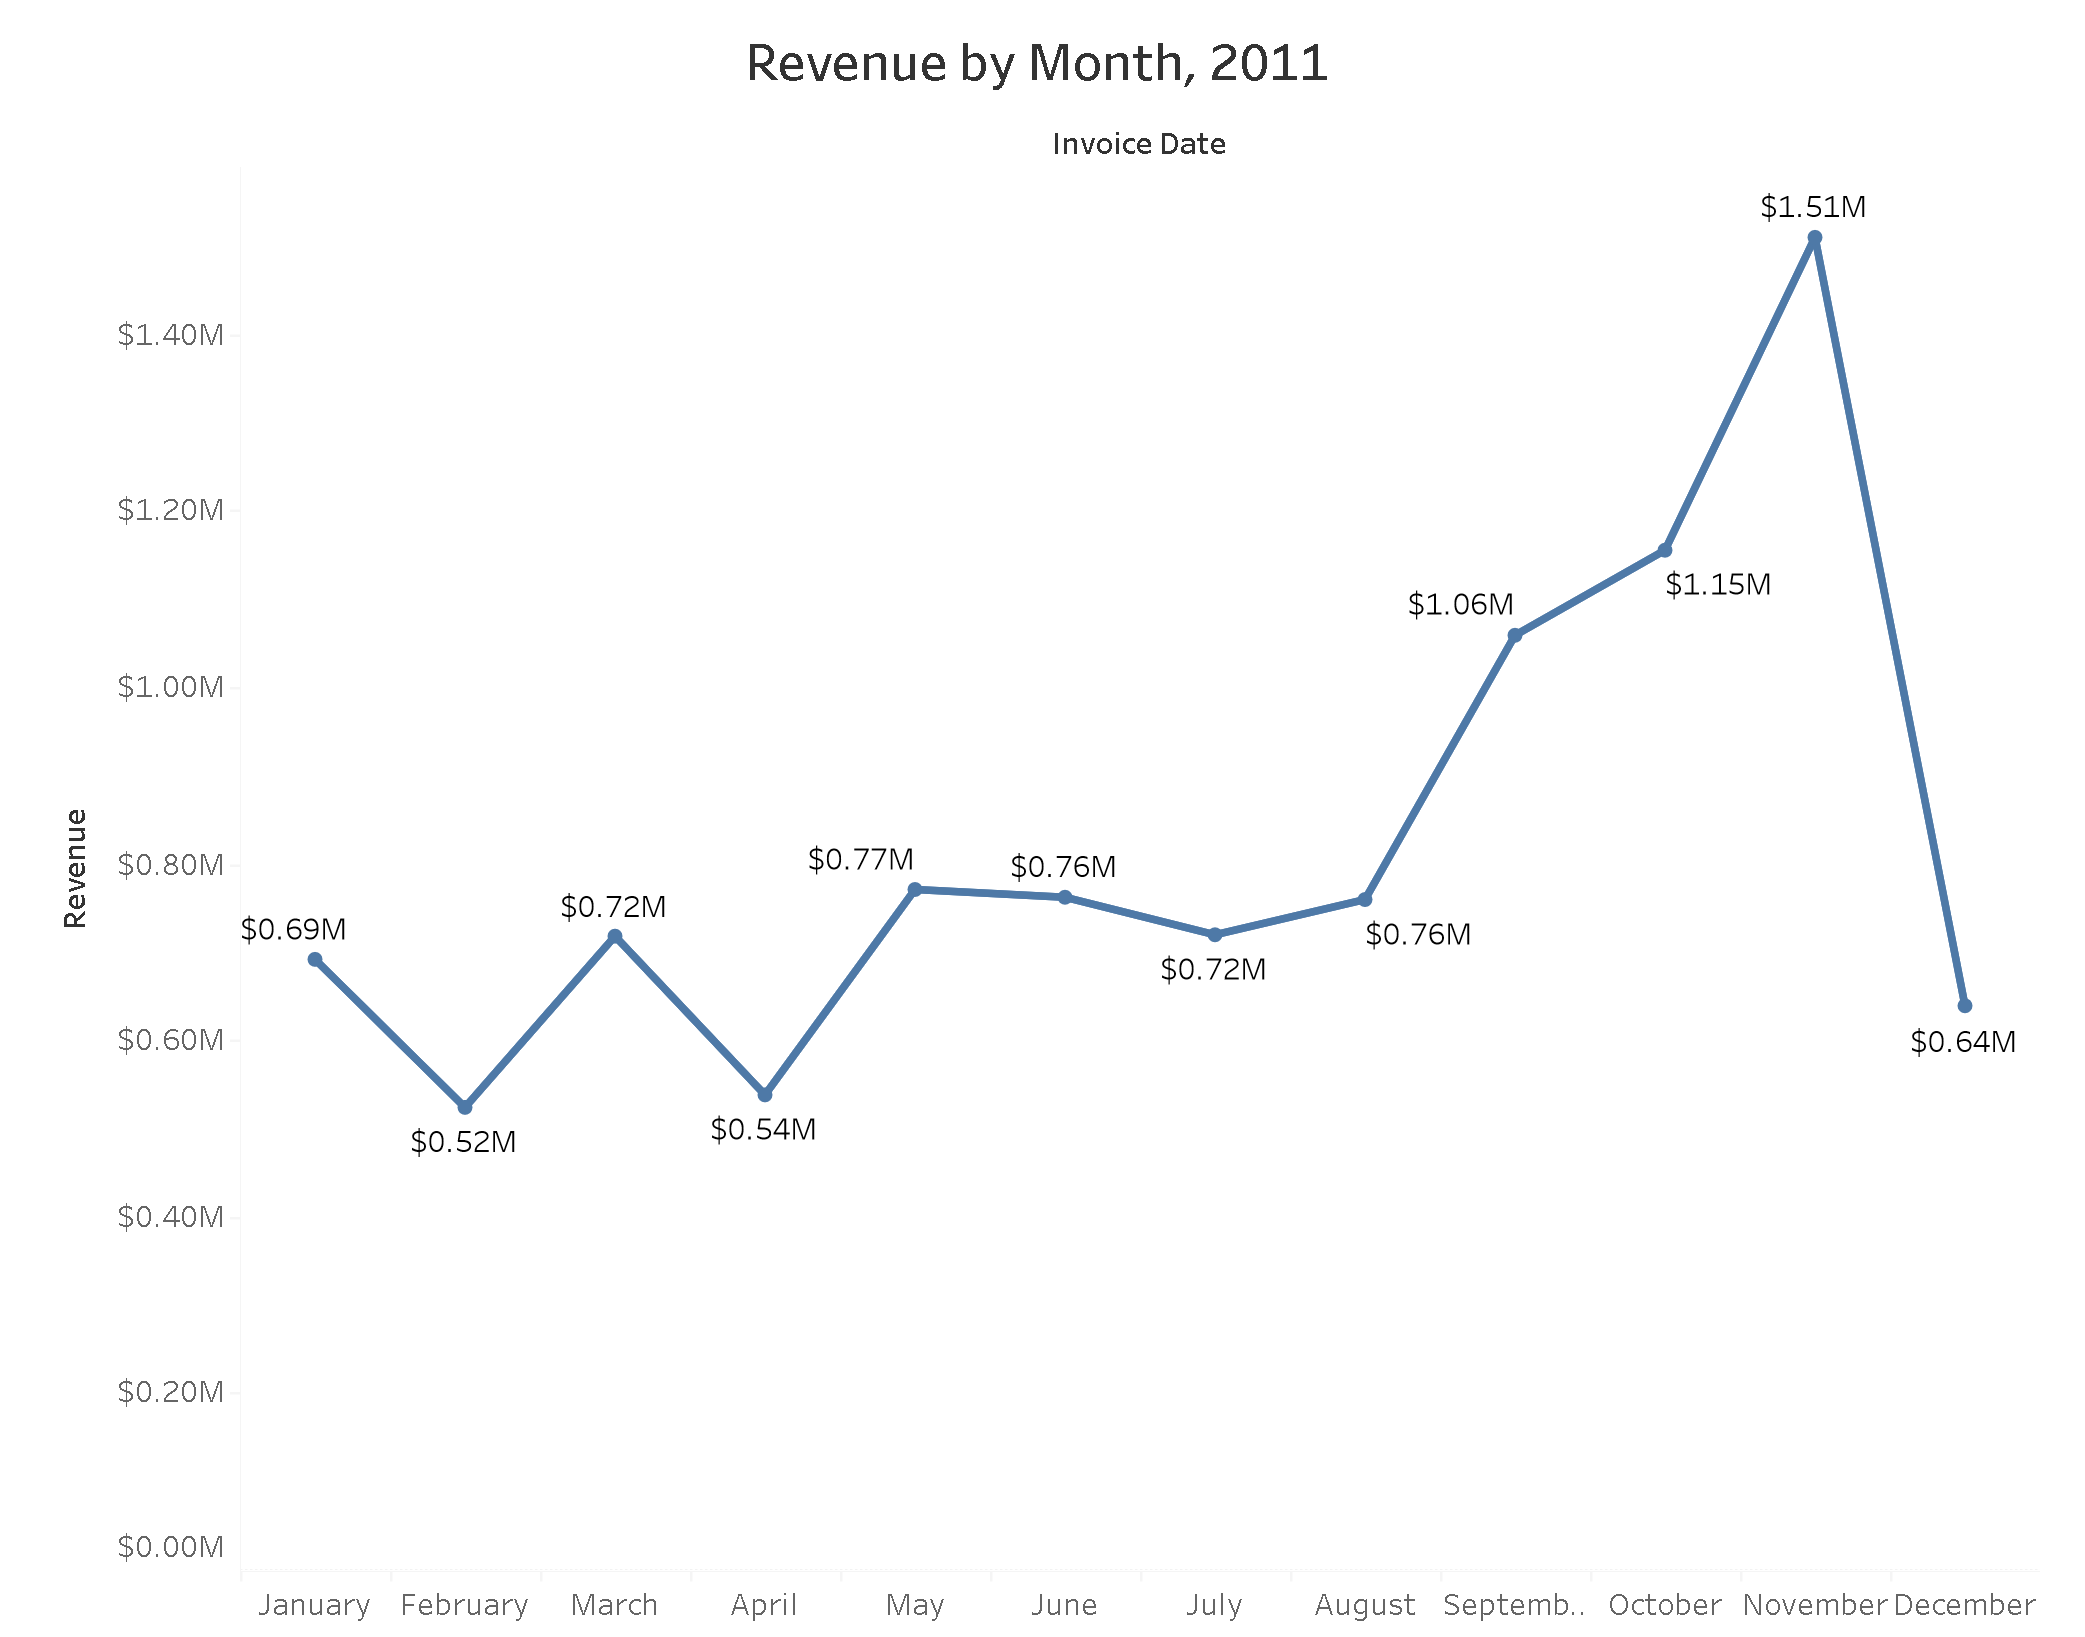 Revenue by Month, 2011
Invoice Date
$1.51M
$1.40M
$1.20M
$1.15M
$1.06M
$1.00M
Revenue
$0.80M
$0.77M
$0.76M
$0.72M
$0.69M
$0.76M
$0.72M
$0.60M
$0.64M
$0.54M
$0.52M
$0.40M
$0.20M
$0.00M
January February March April May June July August Septemb.. October November December